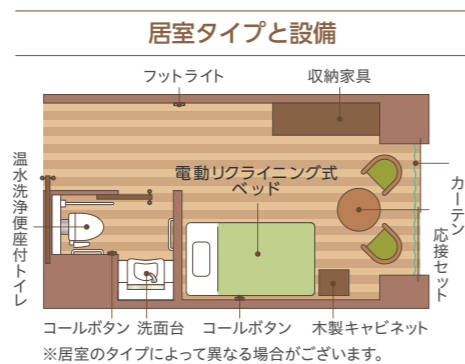 居室タイプと設備
フットライト
収納家具
温水洗浄便座付トイレ
電動リクライニング式
ベッド
カーテン
応接セット
コールボタン
洗面台
コールボタン
木製キャビネット
※居室のタイプによって異なる場合がございます。